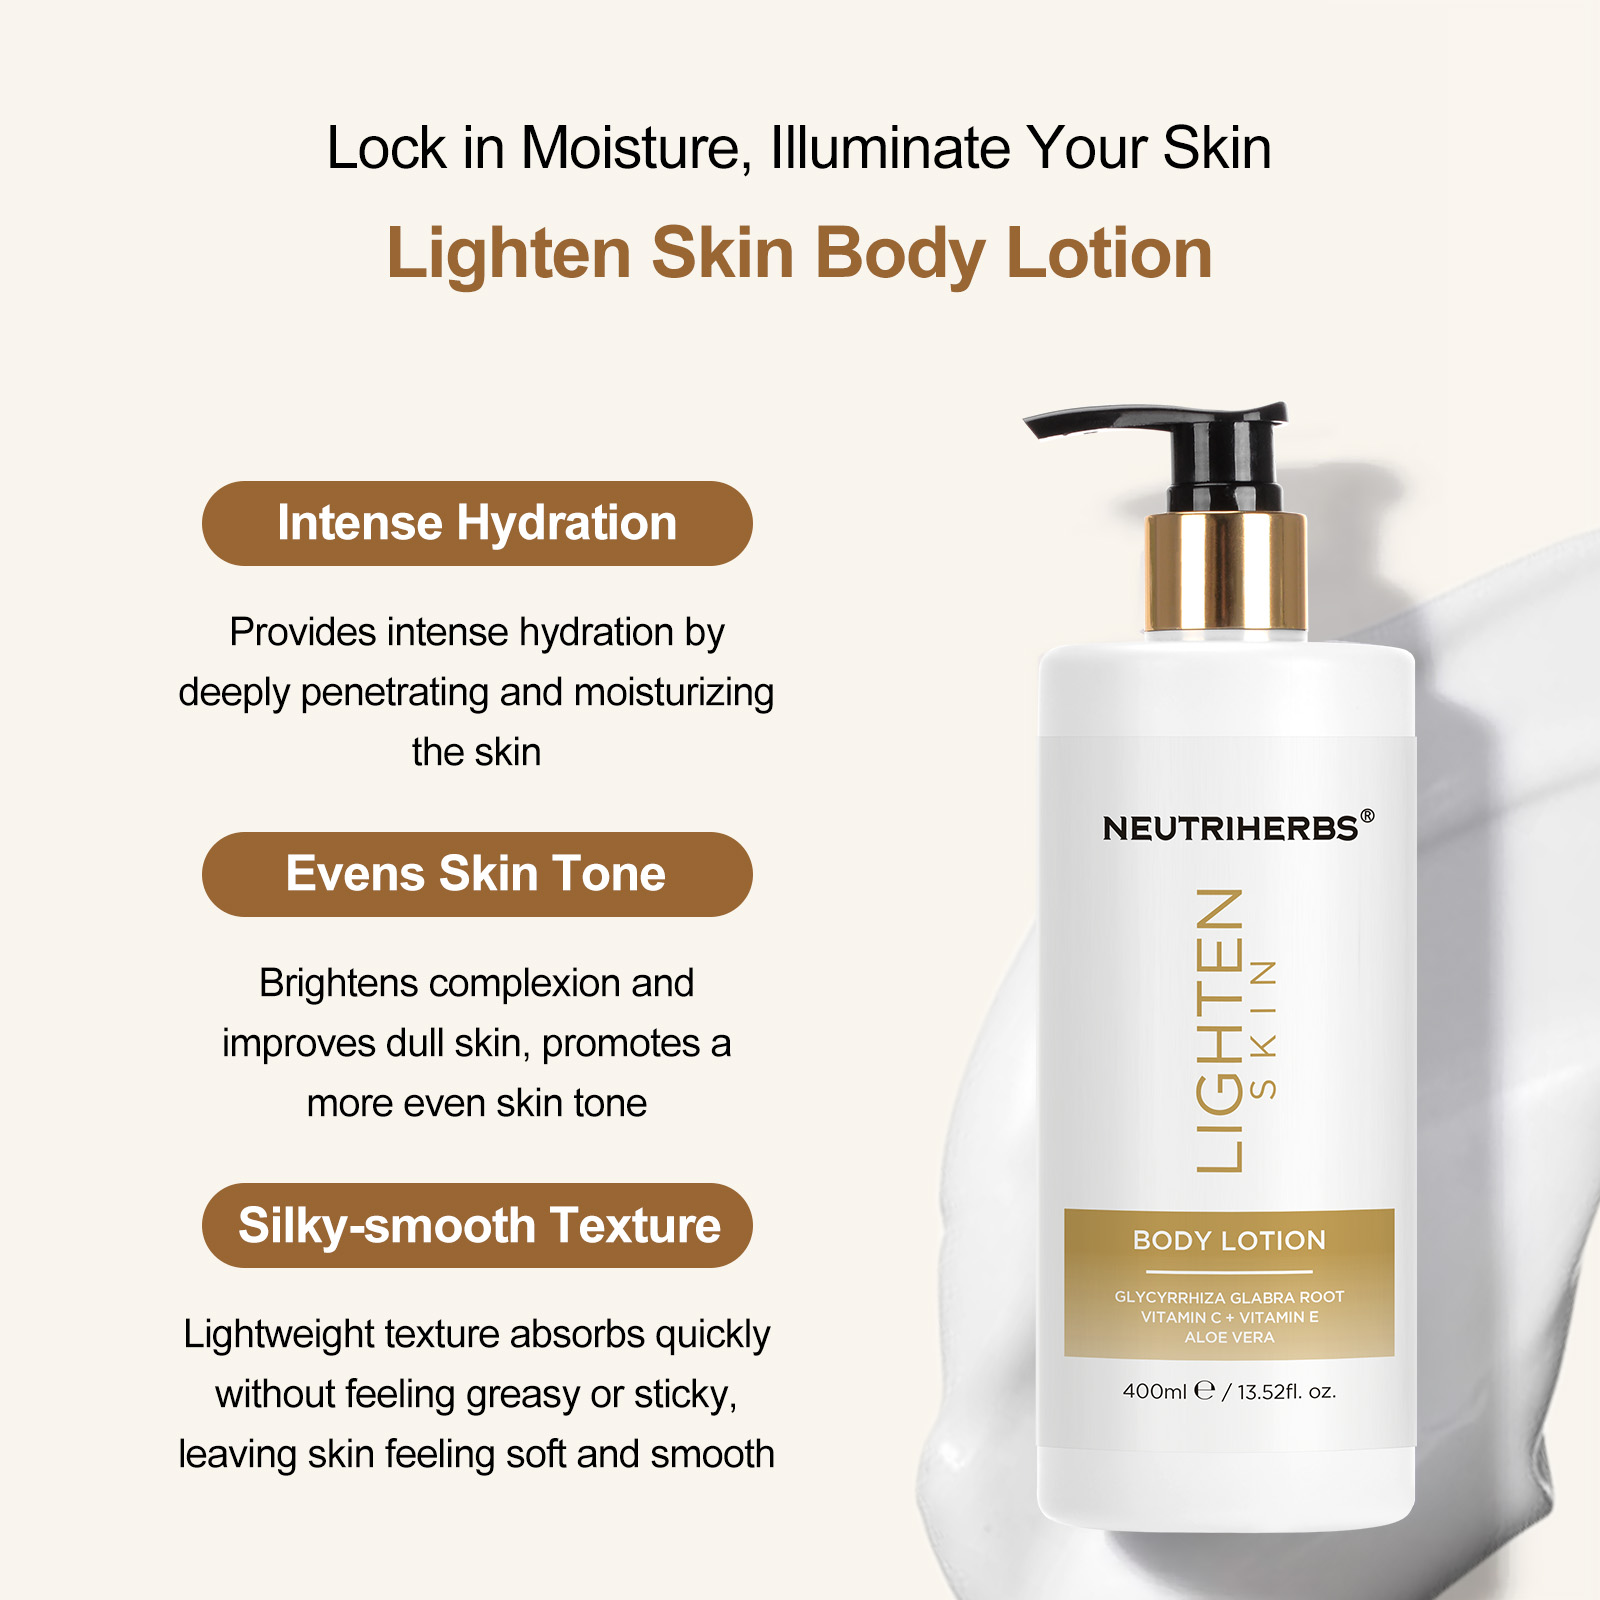 Lock in Moisture, Illuminate Your Skin
Lighten Skin Body Lotion
Intense Hydration
Provides intense hydration by
deeply penetrating and moisturizing
the skin
Evens Skin Tone
Brightens complexion and
improves dull skin, promotes a
more even skin tone
Silky-smooth Texture
Lightweight texture absorbs quickly
without feeling greasy or sticky,
leaving skin feeling soft and smooth
NEUTRIHERBS®
LIGHTEN
SKIN
BODY LOTION
GLYCYRRHIZA GLABRA ROOT
VITAMIN C + VITAMIN E
ALOE VERA
400ml ℮ / 13.52fl. oz.